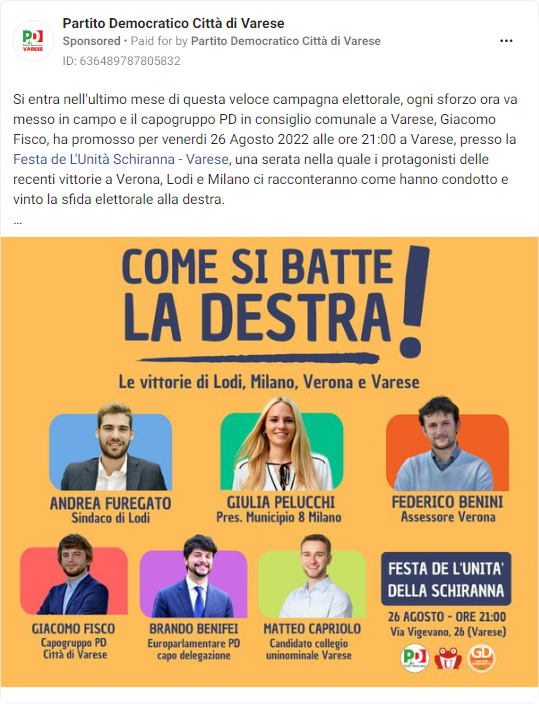 Partito Democratico Città di Varese
Sponsored • Paid for by Partito Democratico Città di Varese
ID: 636489787805832
Si entra nell'ultimo mese di questa veloce campagna elettorale, ogni sforzo ora va
messo in campo e il capogruppo PD in consiglio comunale a Varese, Giacomo
Fisco, ha promosso per venerdi 26 Agosto 2022 alle ore 21:00 a Varese, presso la
Festa de L'Unità Schiranna - Varese, una serata nella quale i protagonisti delle
recenti vittorie a Verona, Lodi e Milano ci racconteranno come hanno condotto e
vinto la sfida elettorale alla destra.
...
COME SI BATTE
LA DESTRA!
Le vittorie di Lodi, Milano, Verona e Varese
ANDREA FUREGATO
Sindaco di Lodi
GIULIA PELUCCHI
Pres. Municipio 8 Milano
FEDERICO BENINI
Assessore Verona
GIACOMO FISCO
Capogruppo PD
Città di Varese
BRANDO BENIFEI
Europarlamentare PD
capo delegazione
MATTEO CAPRIOLO
Candidato collegio
uninominale Varese
FESTA DE L'UNITA'
DELLA SCHIRANNA
26 AGOSTO - ORE 21:00
Via Vigevano, 26 (Varese)
PD
GD